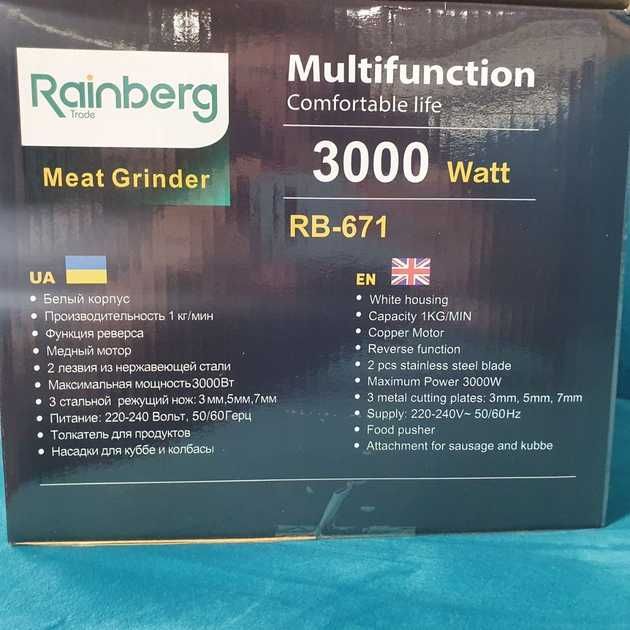 Rainberg
Trade
Meat Grinder
Multifunction
Comfortable life
3000 Watt
RB-671
UA
• Белый корпус
• Производительность 1 кг/мин
• Функция реверса
• Медный мотор
• 2 лезвия из нержавеющей стали
• Максимальная мощность3000Вт
• 3 стальной режущий нож: 3мм,5мм,7мм
• Питание: 220-240 Вольт, 50/60Герц
• Толкатель для продуктов
• Насадки для куббе и колбасы
EN
• White housing
• Capacity 1KG/MIN
• Copper Motor
• Reverse function
• 2 pcs stainless steel blade
• Maximum Power 3000W
• 3 metal cutting plates: 3mm, 5mm, 7mm
• Supply: 220-240V~ 50/60Hz
• Food pusher
• Attachment for sausage and kubbe